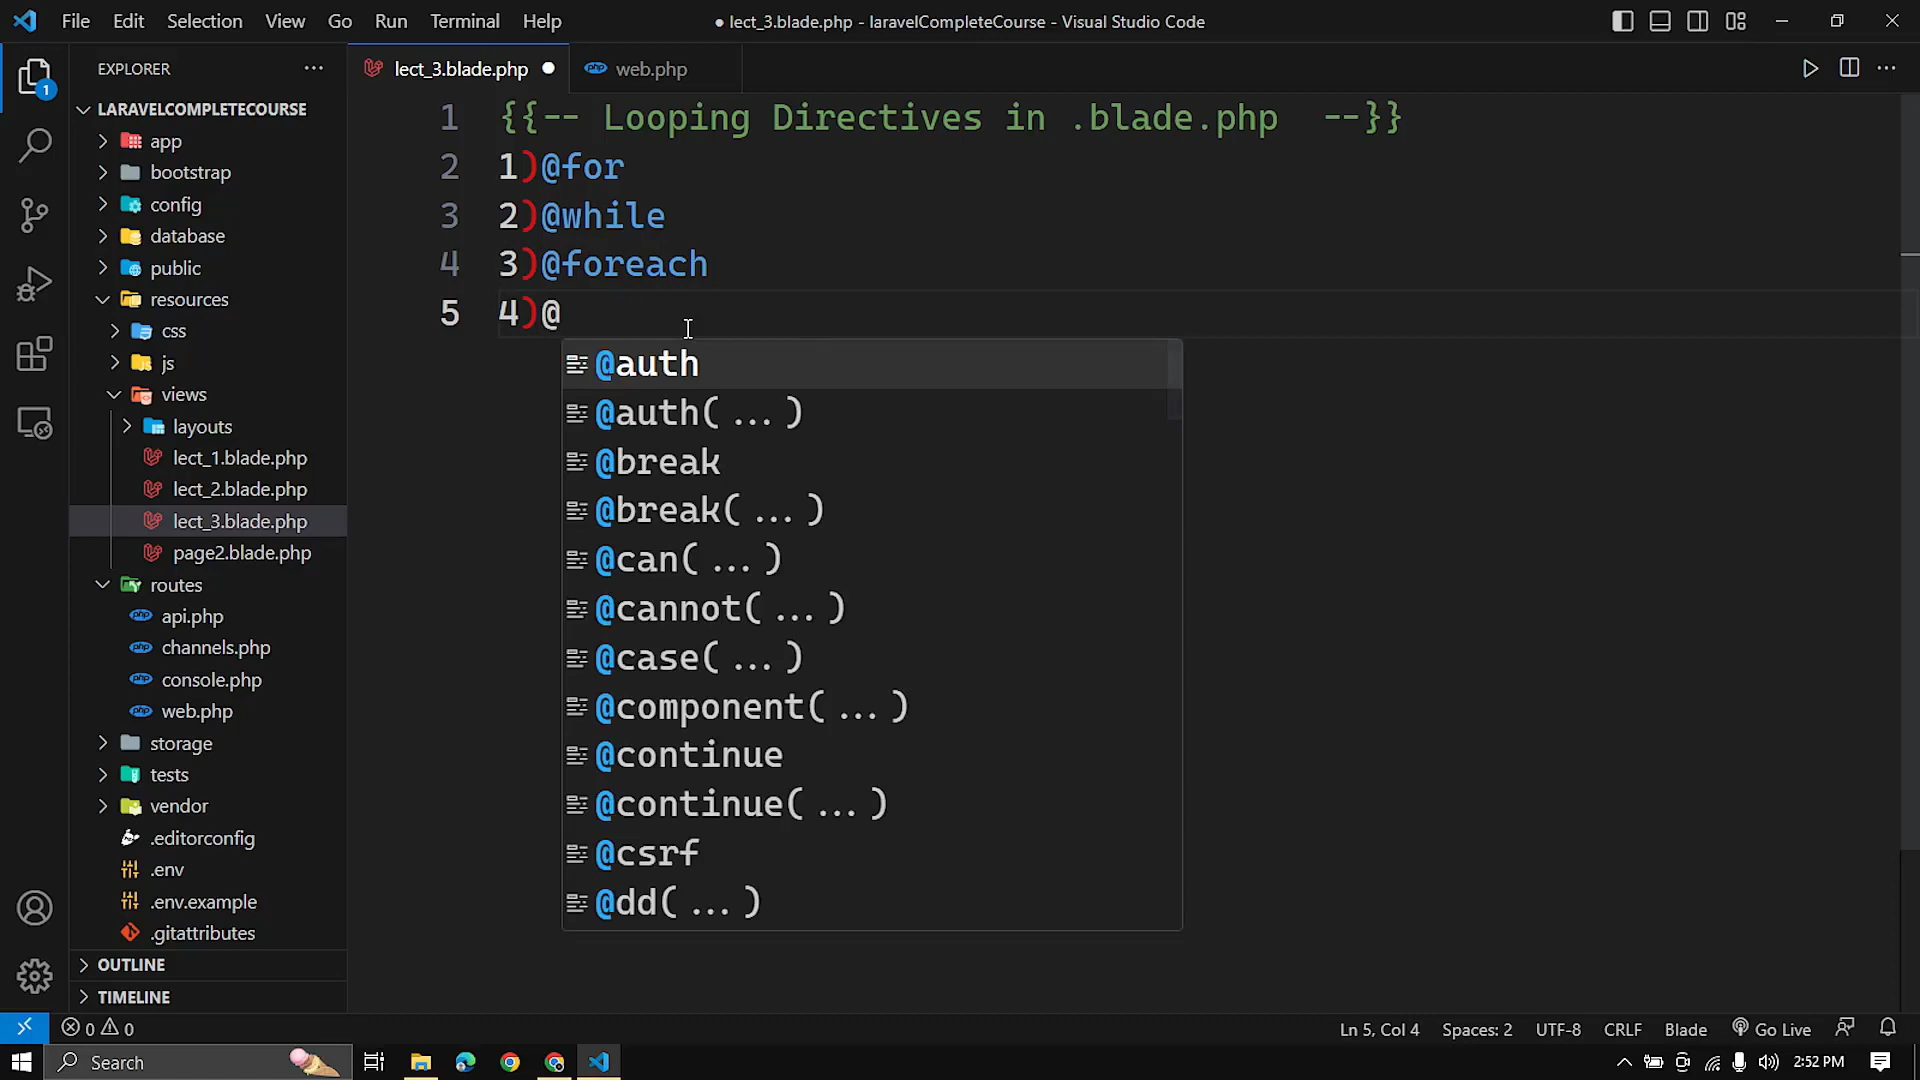 File Edit Selection View Go Run Terminal Help
● lect_3.blade.php - laravelCompleteCourse - Visual Studio Code
EXPLORER
1
LARAVELCOMPLETECOURSE
app
bootstrap
config
database
public
resources
css
js
views
layouts
lect_1.blade.php
lect_2.blade.php
lect_3.blade.php
page2.blade.php
routes
api.php
channels.php
console.php
web.php
storage
tests
vendor
.editorconfig
.env
.env.example
.gitattributes
OUTLINE
TIMELINE
lect_3.blade.php
web.php
1 {{-- Looping Directives in .blade.php --}}
2 1)@for
3 2)@while
4 3)@foreach
5 4)@
@auth
@auth( ... )
@break
@break( ... )
@can( ... )
@cannot( ... )
@case( ... )
@component( ... )
@continue
@continue( ... )
@csrf
@dd( ... )
0 0
Ln 5, Col 4 Spaces: 2 UTF-8 CRLF Blade Go Live
Search
2:52 PM